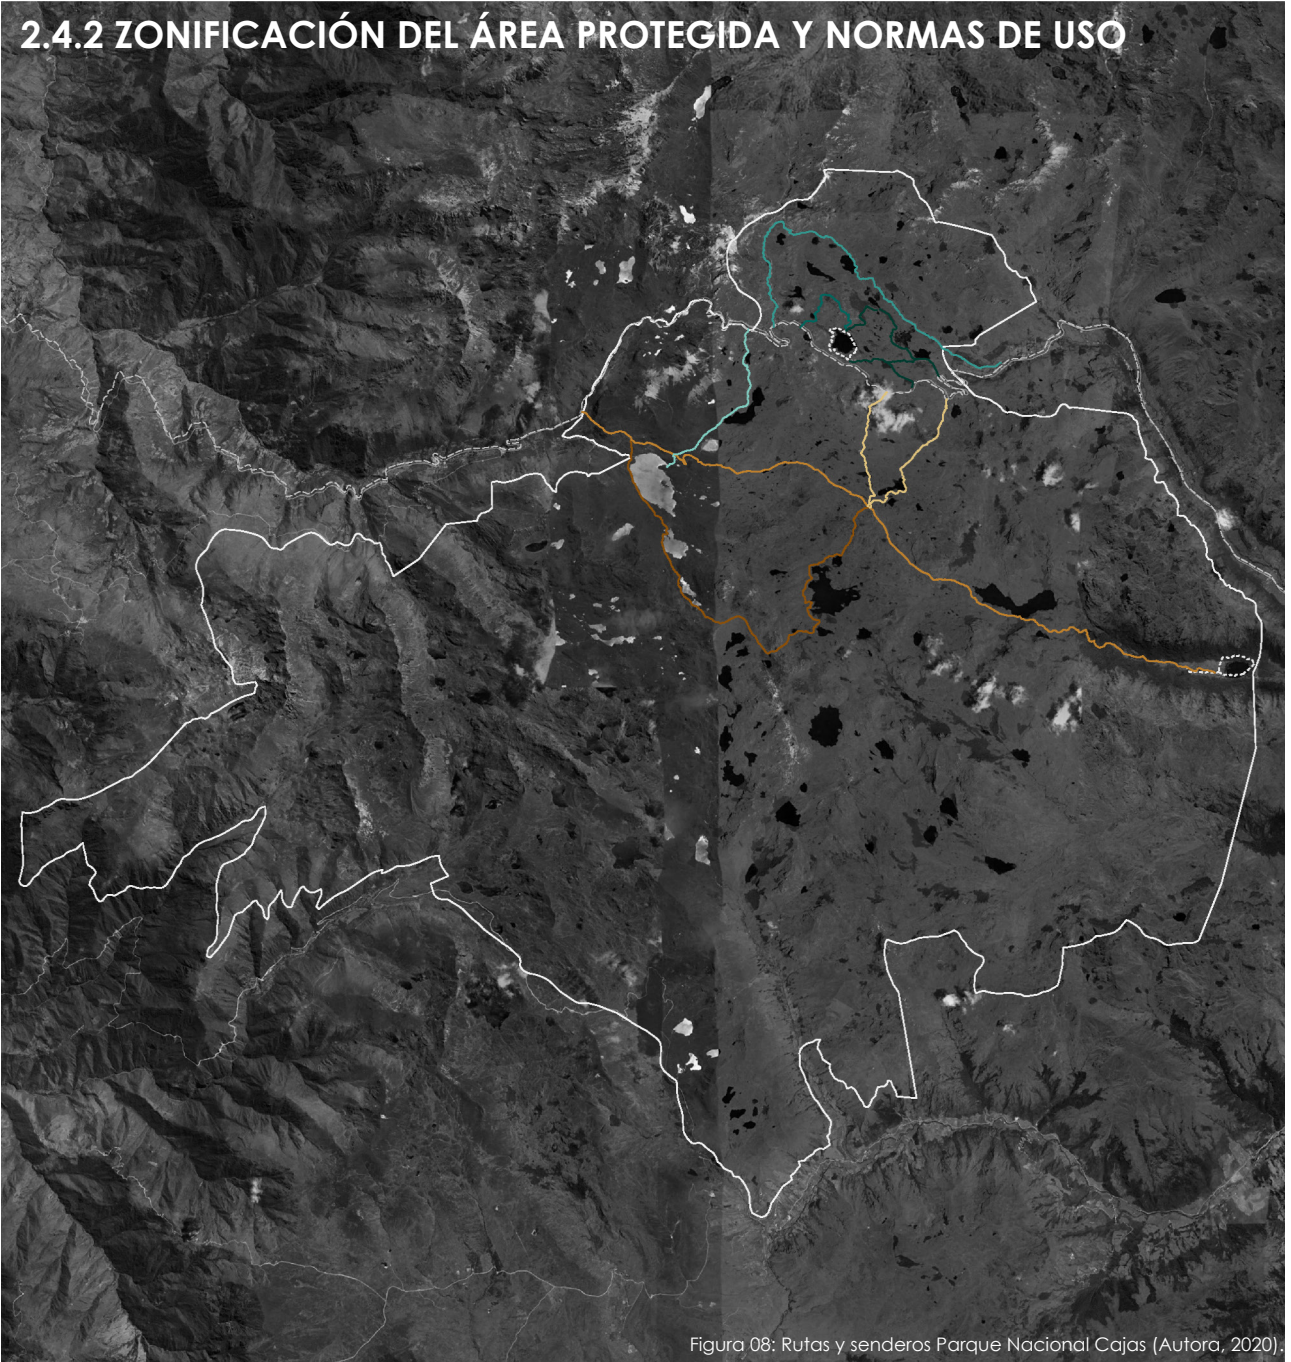 2.4.2 ZONIFICACIÓN DEL ÁREA PROTEGIDA Y NORMAS DE USO
Figura 08: Rutas y senderos Parque Nacional Cajas (Autora, 2020).